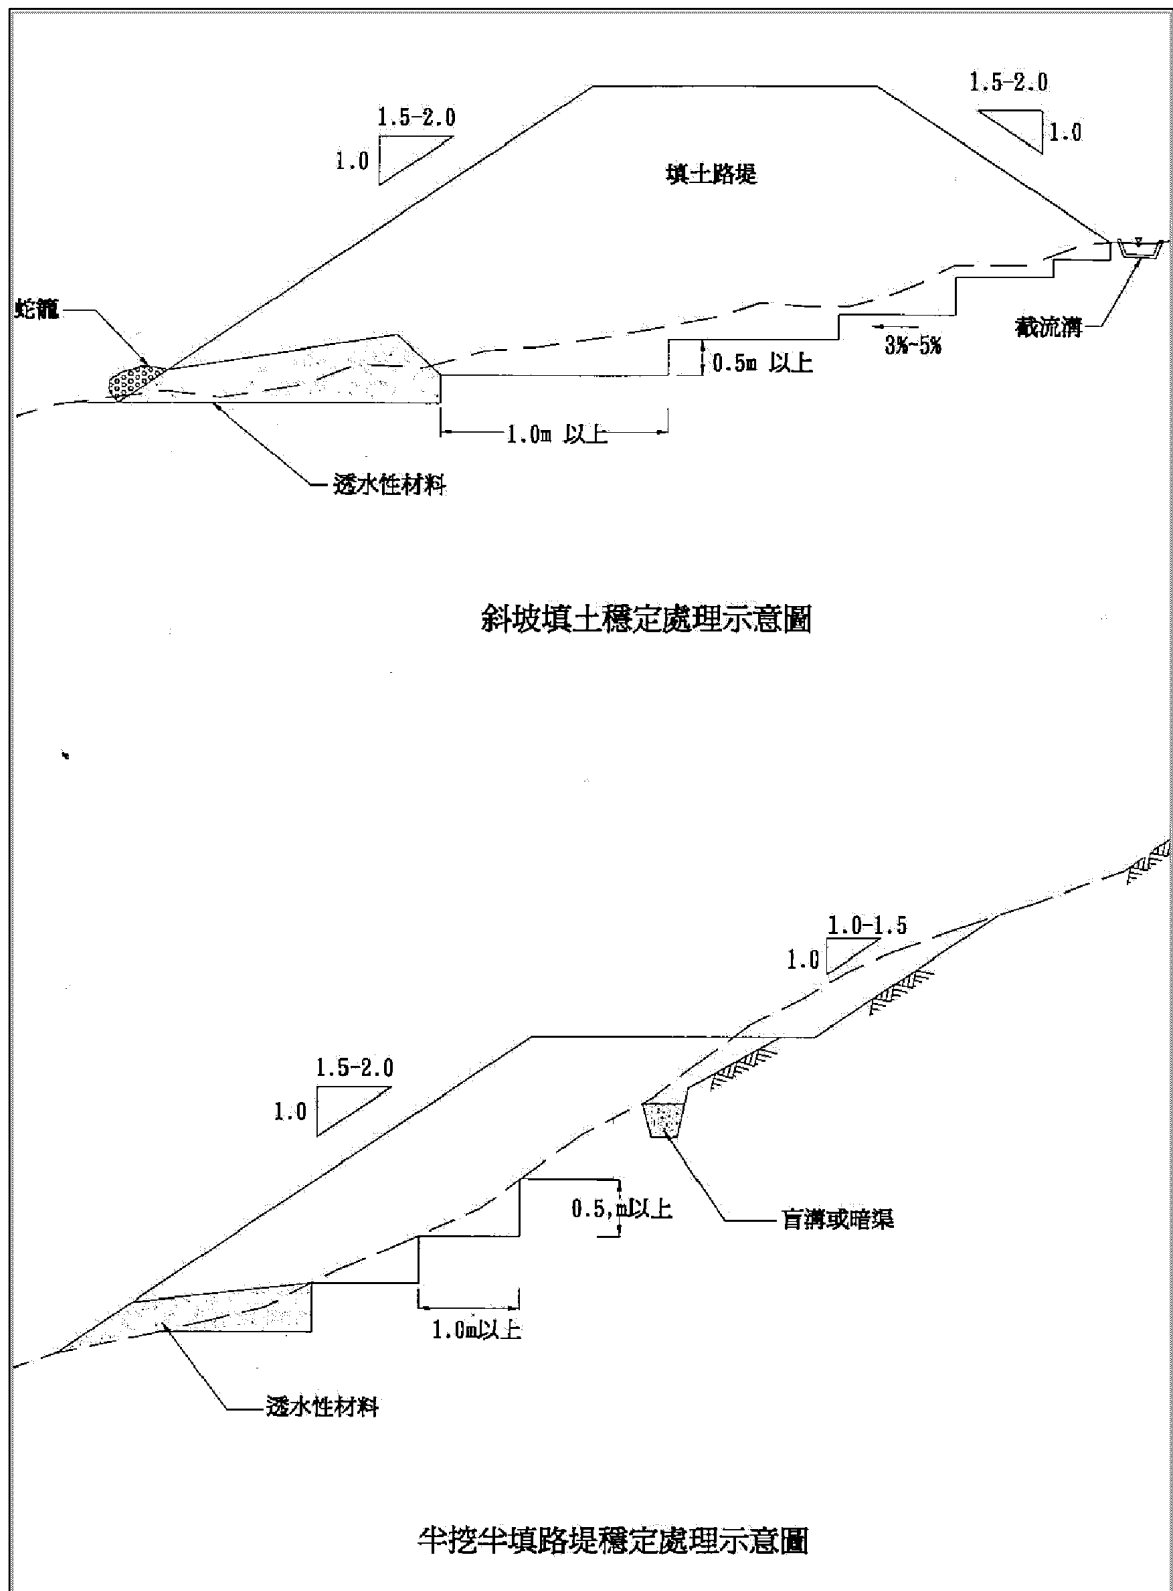 1.5-2.0
1.0
1.5-2.0
1.0
填土路堤
蛇籠
截流溝
3%~5%
0.5m 以上
1.0m 以上
透水性材料
斜坡填土穩定處理示意圖
1.0-1.5
1.0
1.5-2.0
1.0
0.5,m以上
盲溝或暗渠
1.0m以上
透水性材料
半挖半填路堤穩定處理示意圖